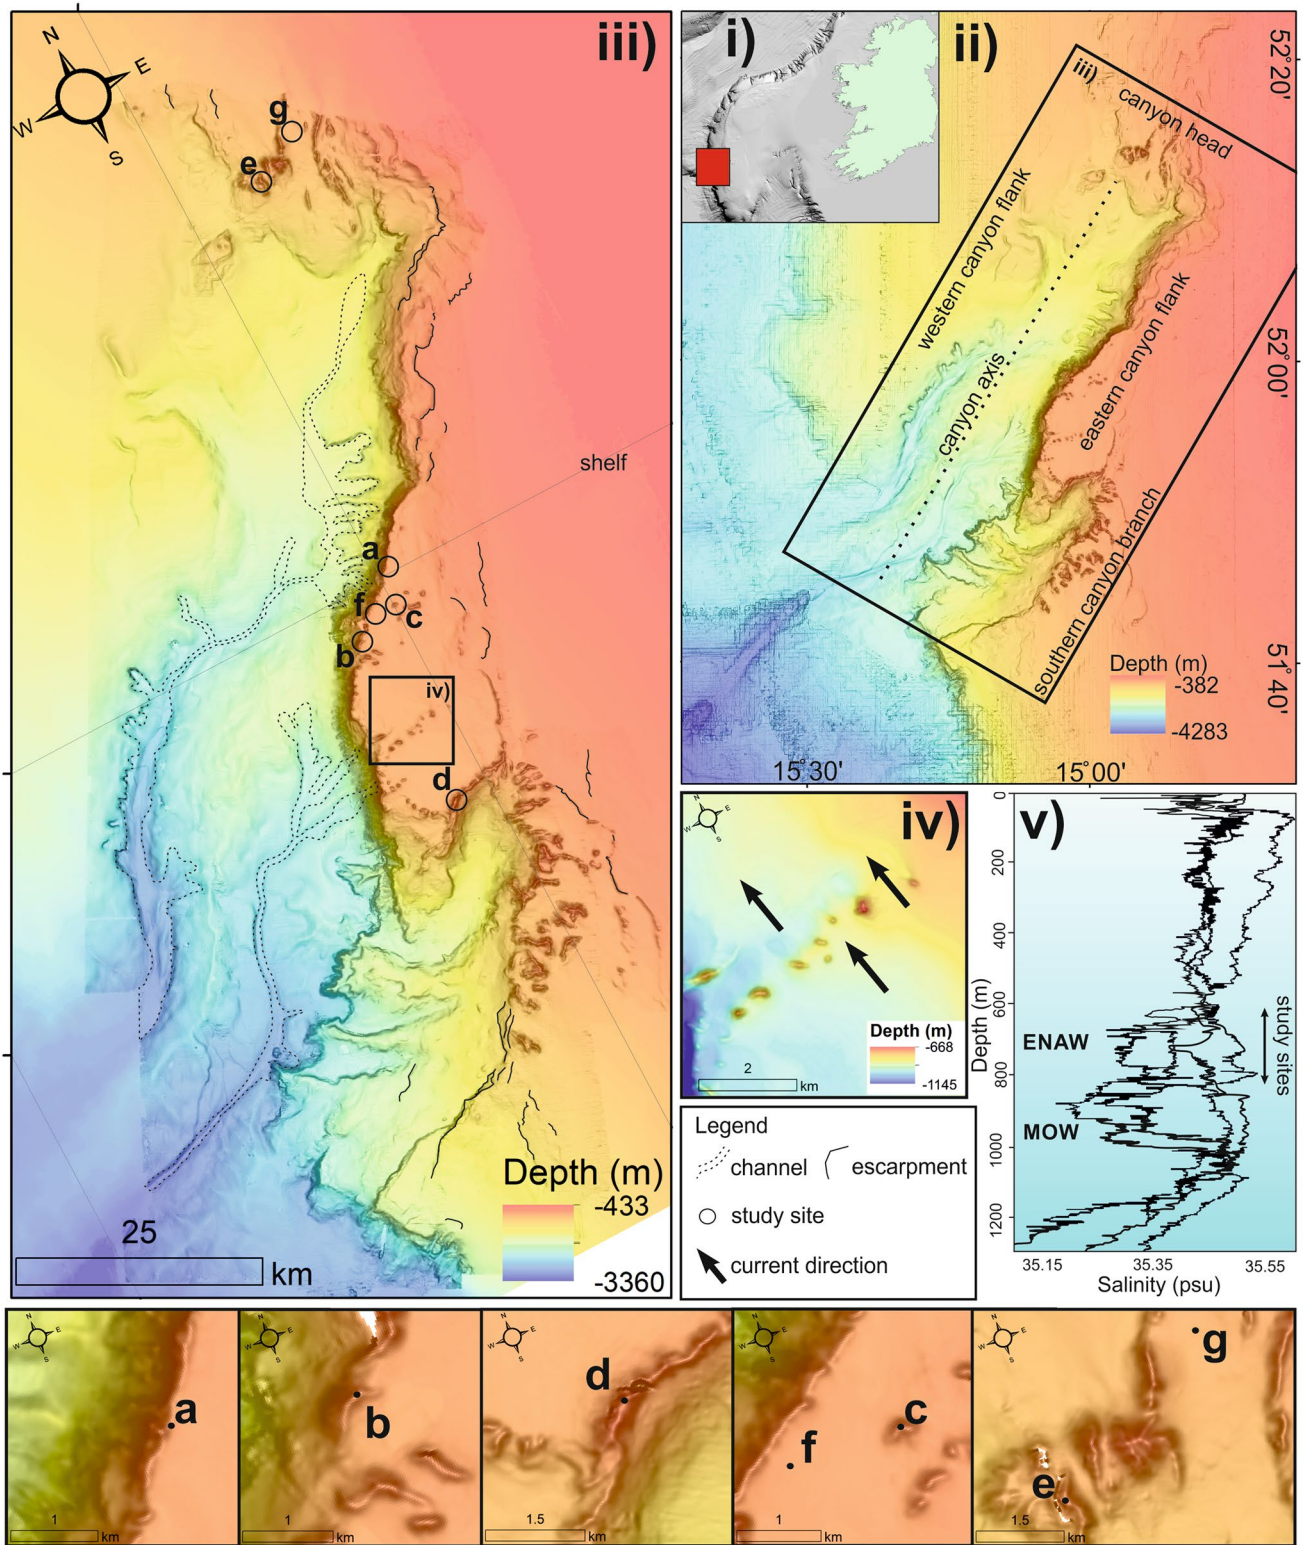 iii)
N
E
W
S
g
e
shelf
a
f
c
b
iv)
d
Depth (m)
-433
-3360
25
km
i)
ii)
iii)
canyon head
western canyon flank
canyon axis
eastern canyon flank
southern canyon branch
Depth (m)
-382
-4283
52°20'
52°00'
51°40'
15°30'
15°00'
iv)
N
E
W
S
Depth (m)
-668
-1145
2
km
v)
0
200
400
600
800
1000
1200
Depth (m)
ENAW
MOW
study sites
35.15
35.35
35.55
Salinity (psu)
Legend
channel
escarpment
study site
current direction
N
E
W
S
a
1
km
N
E
W
S
b
1
km
N
E
W
S
d
1.5
km
N
E
W
S
f
c
1
km
N
E
W
S
g
e
1.5
km